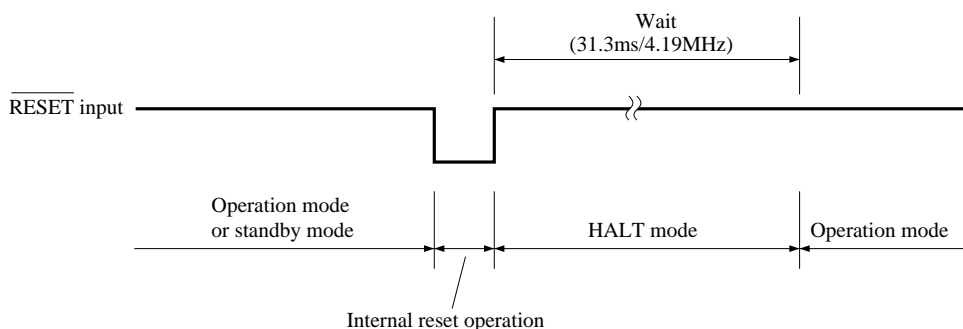 Wait
(31.3ms/4.19MHz)
RESET input
Operation mode
or standby mode
HALT mode
Operation mode
Internal reset operation